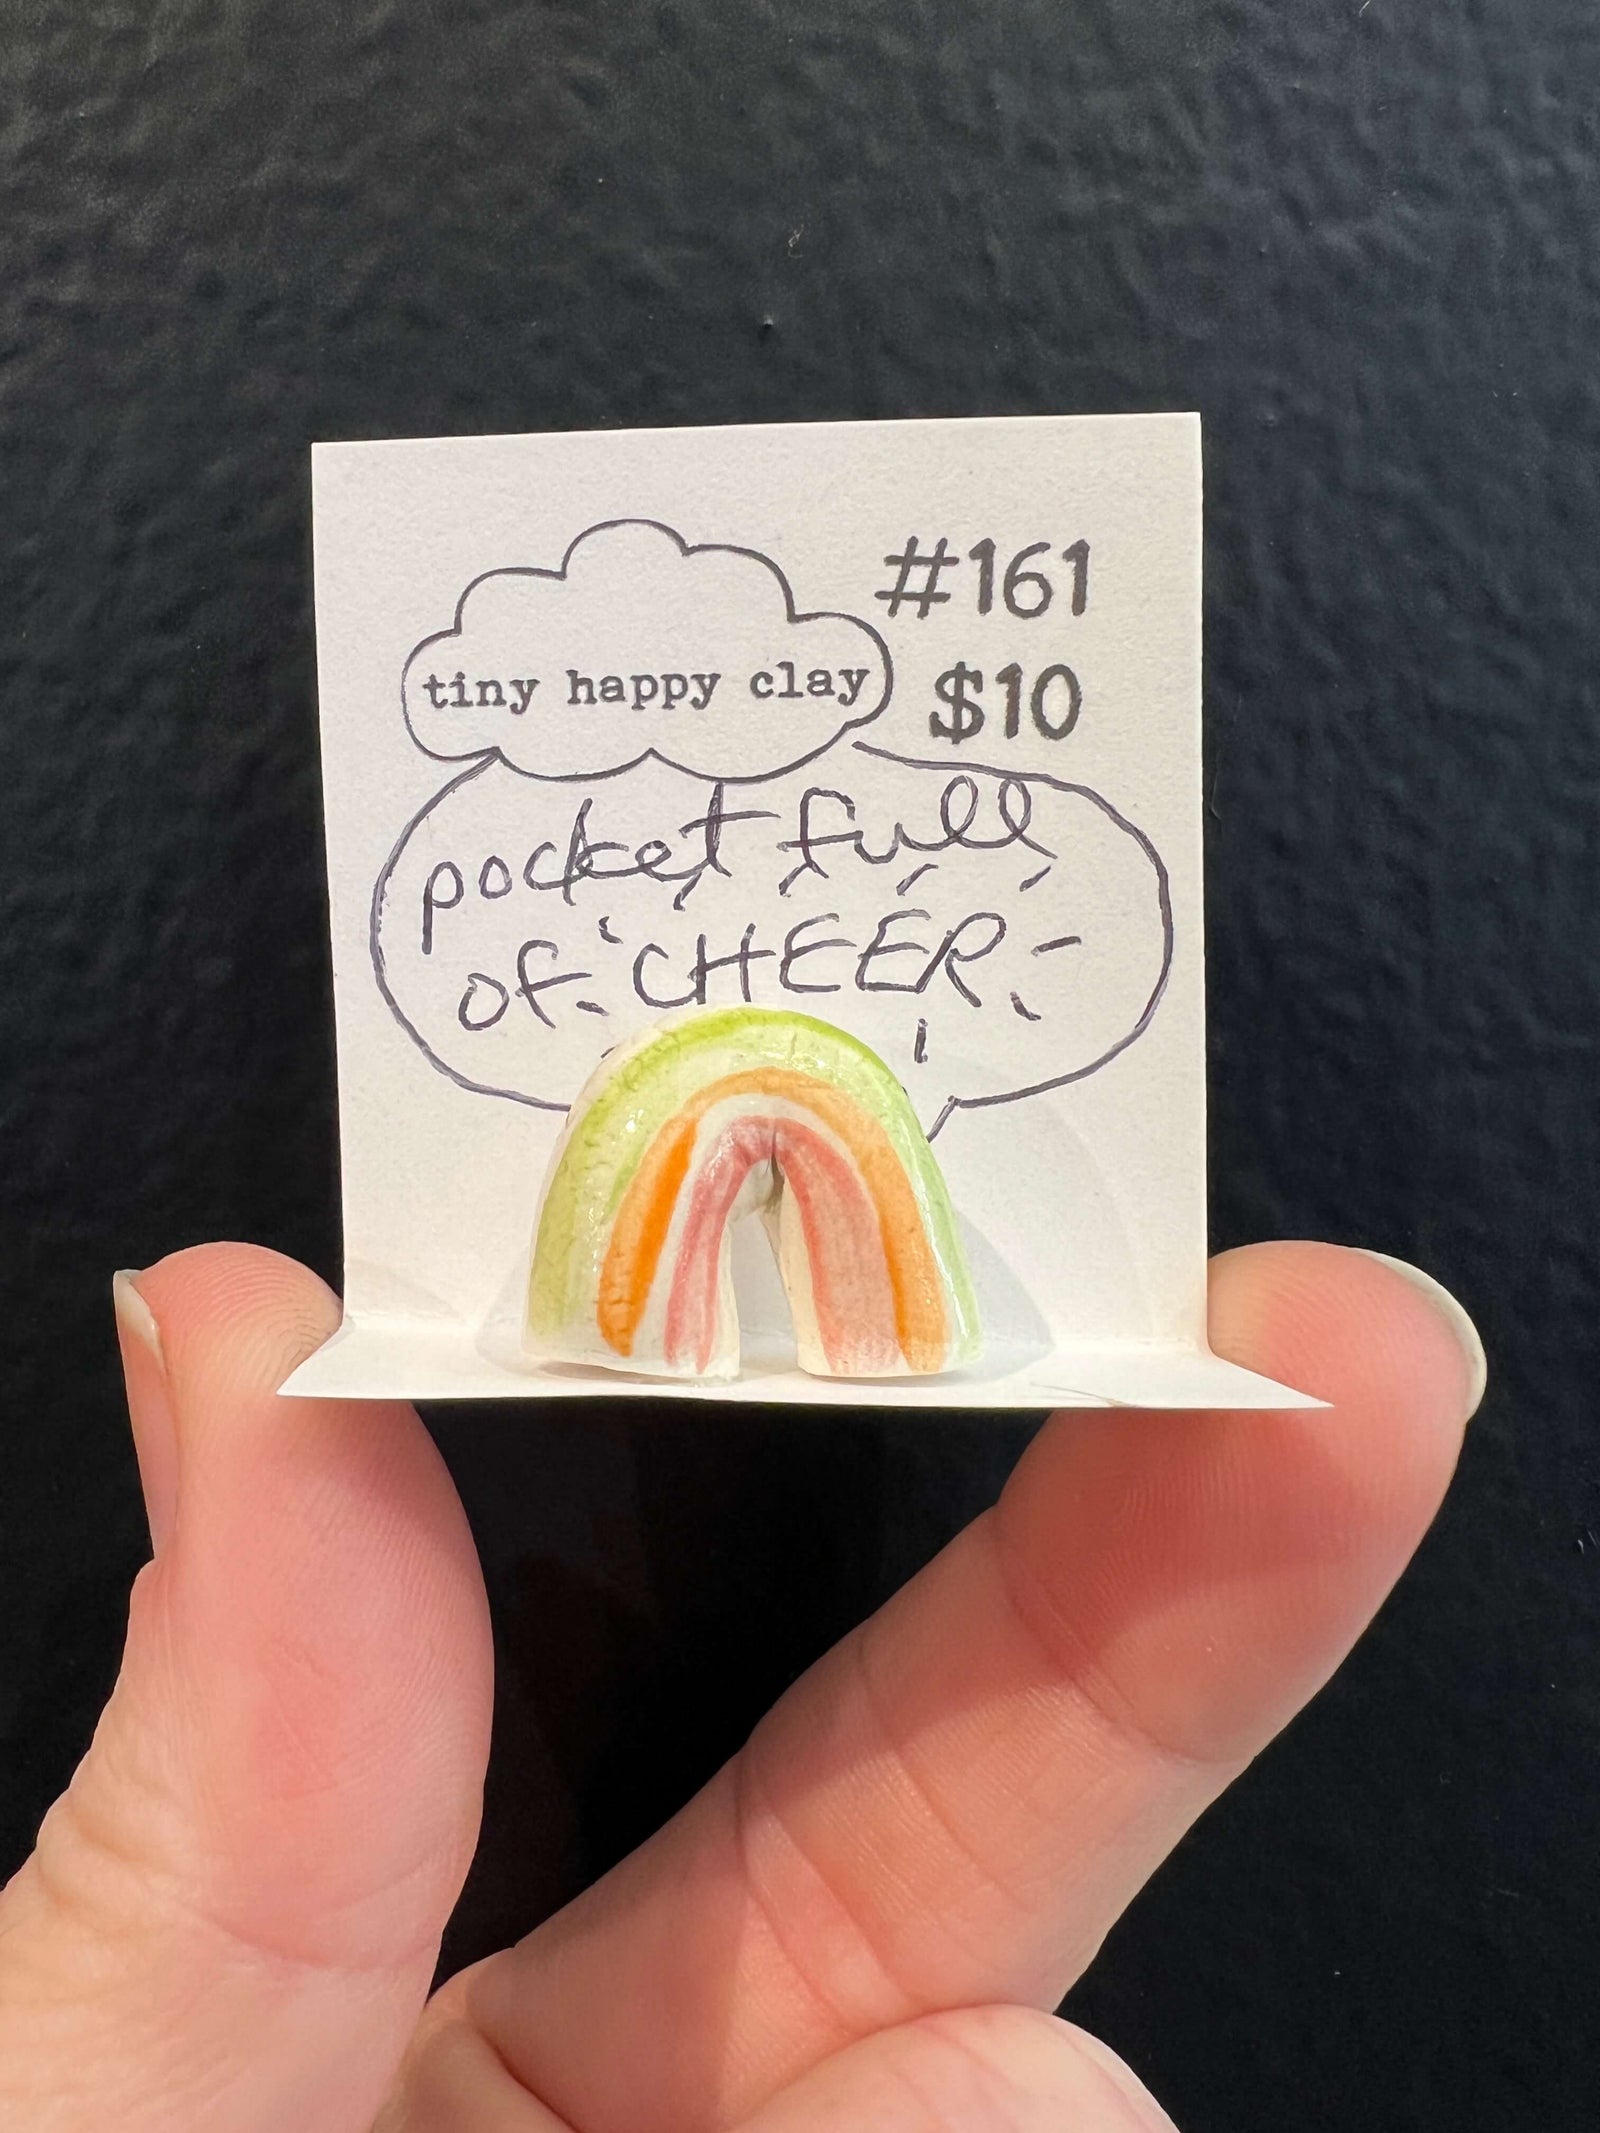 #161
tiny happy clay
$10
pocket full
of CHEER